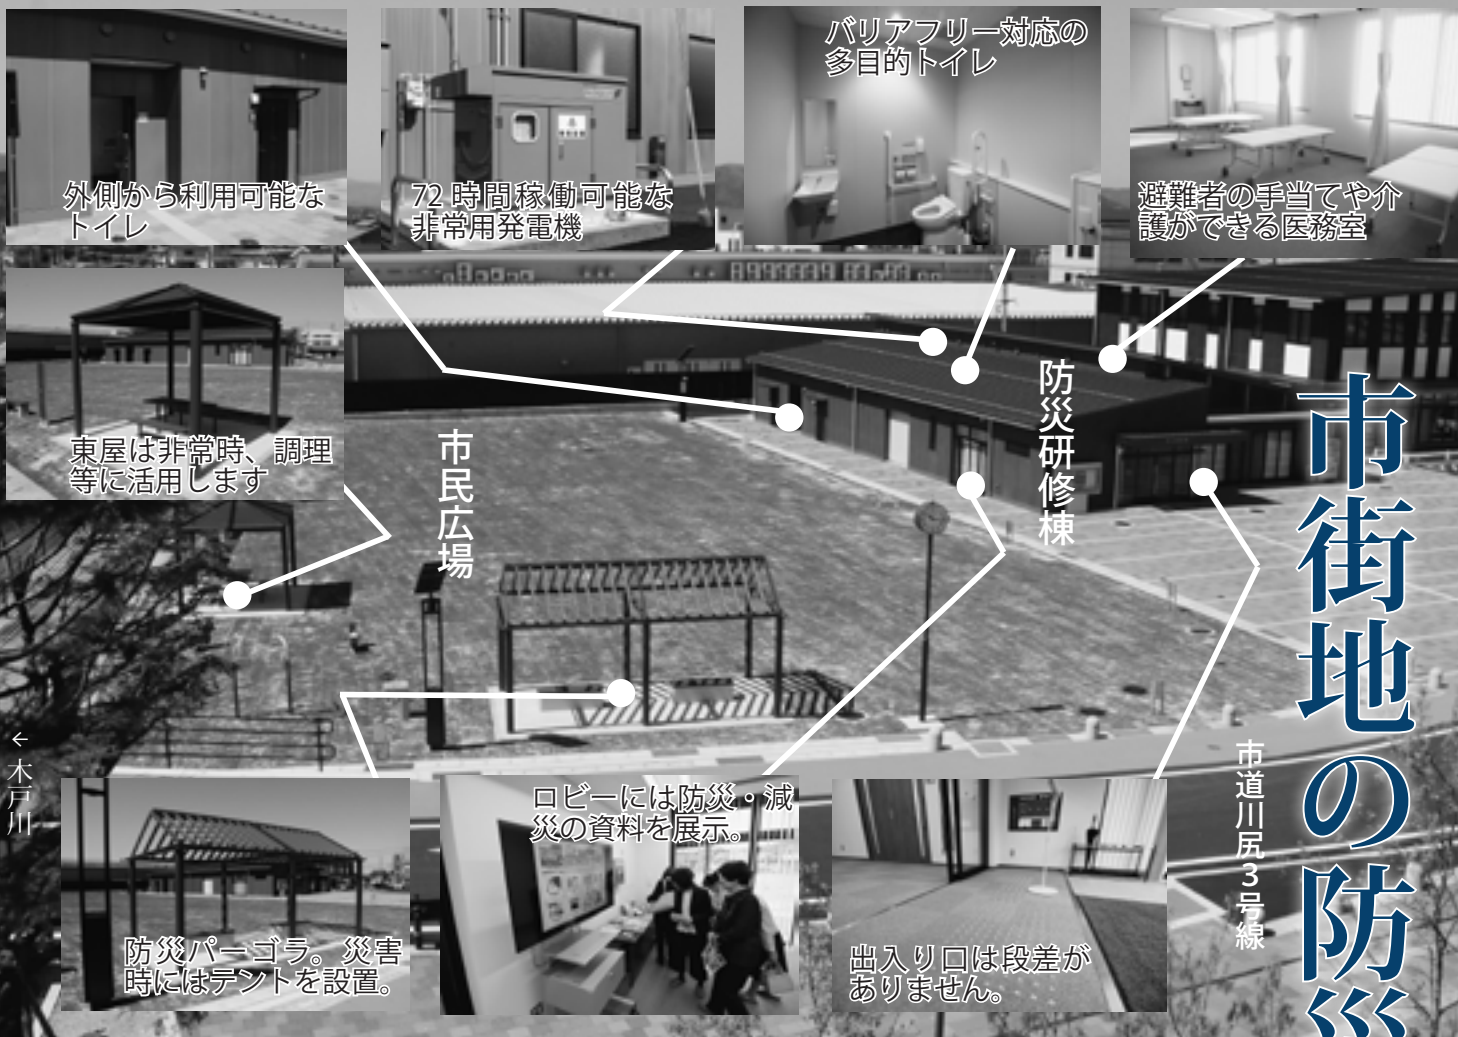 外側から利用可能な
トイレ
72時間稼働可能な
非常用発電機
バリアフリー対応の
多目的トイレ
避難者の手当てや介
護ができる医務室
東屋は非常時、調理
等に活用します
市民広場
防災研修棟
市街地の防災
←木戸川
市道川尻3号線
防災パーゴラ。災害
時にはテントを設置。
ロビーには防災・減
災の資料を展示。
出入り口は段差が
ありません。